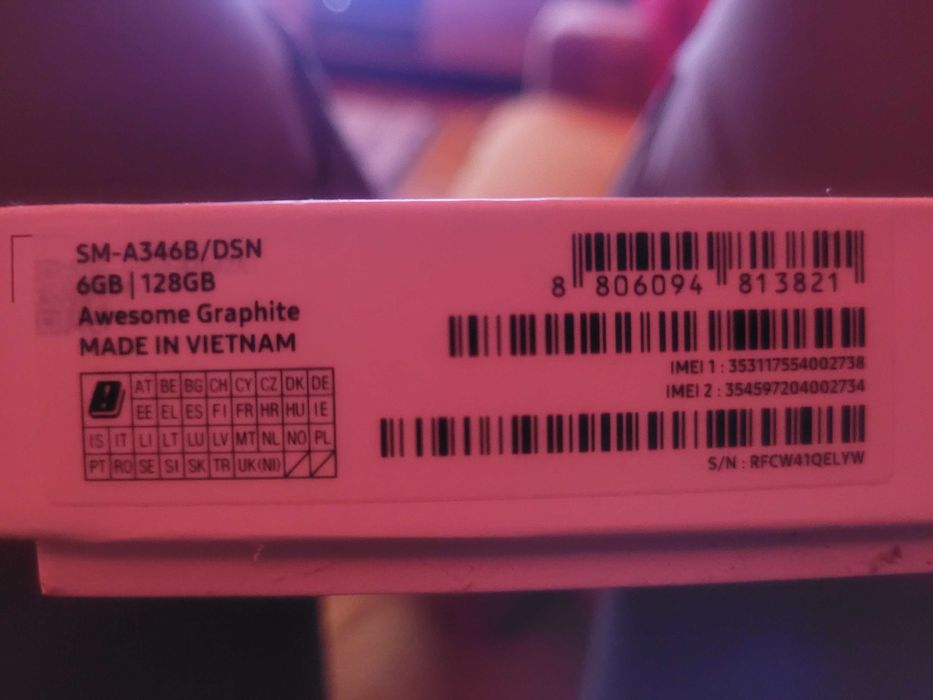 SM-A346B/DSN
6GB | 128GB
Awesome Graphite
MADE IN VIETNAM
AT BE BG CH CY CZ DK DE
EE EL ES FI FR HR HU IE
IS IT LI LT LU LV MT NL NO PL
PT RO SE SI SK TR UK(NI)
8 806094 813821
IMEI 1 : 353117554002738
IMEI 2 : 354597204002734
S/N : RFCW41QELYW